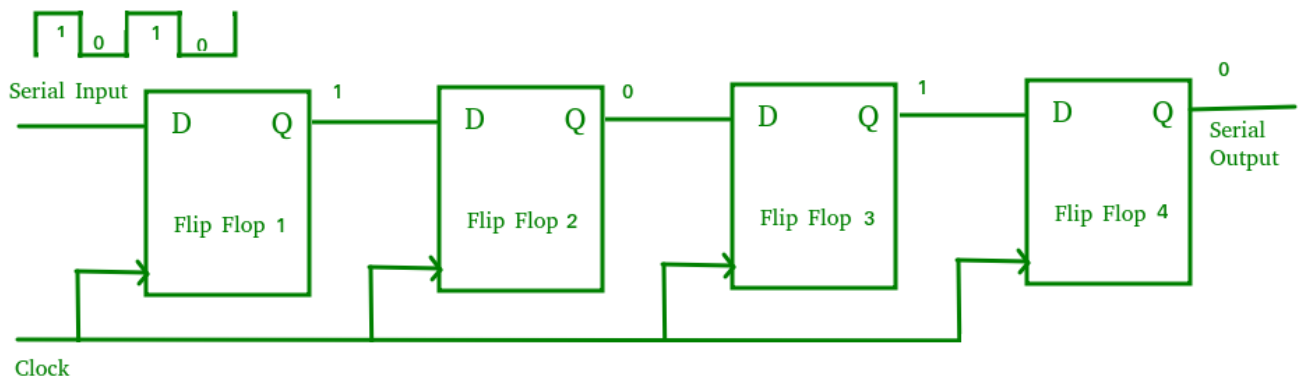 1 0 1 0
Serial Input
1
0
1
0
D Q
D Q
D Q
D Q
Serial
Output
Flip Flop 1
Flip Flop 2
Flip Flop 3
Flip Flop 4
Clock